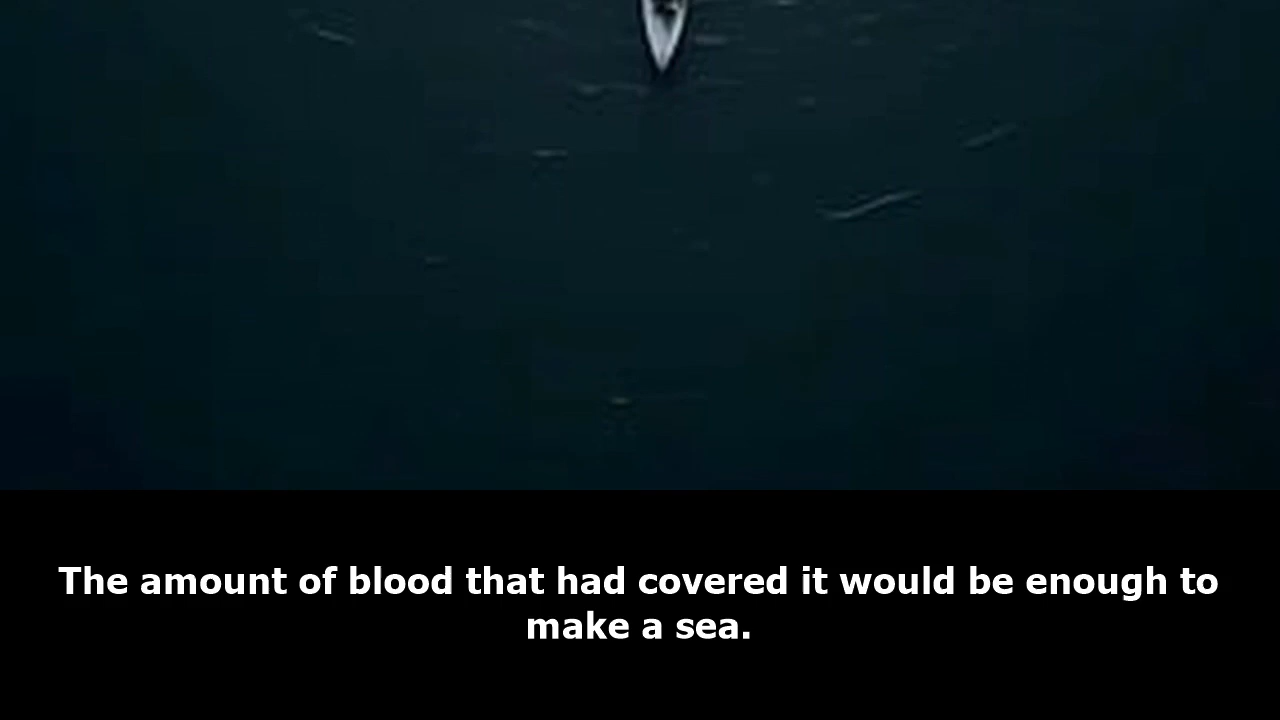 The amount of blood that had covered it would be enough to
make a sea.